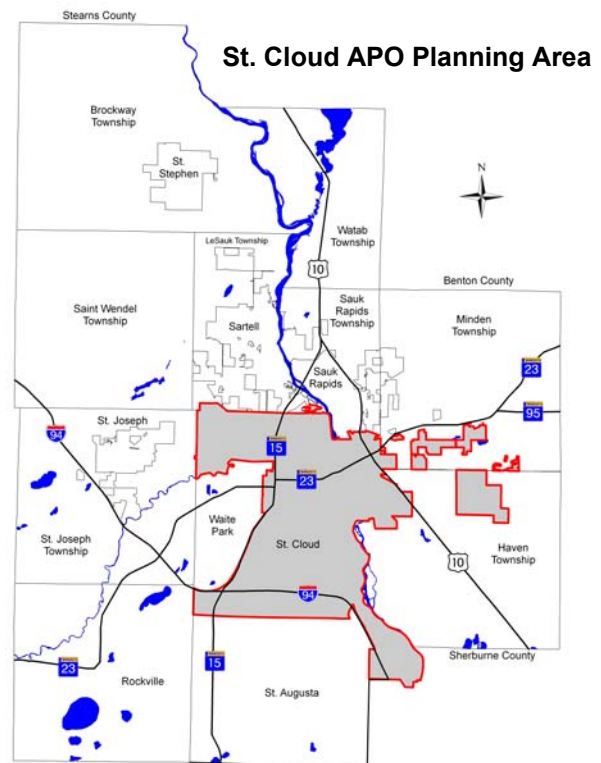 Stearns County
St. Cloud APO Planning Area
Brockway
Township
St.
Stephen
N
LeSauk Township
Watab
Township
10
Benton County
Saint Wendel
Township
Sartell
Sauk
Rapids
Township
Minden
Township
Sauk
Rapids
23
95
St. Joseph
94
15
23
Waite
Park
St. Cloud
St. Joseph
Township
Haven
Township
10
94
23
15
Sherburne County
Rockville
St. Augusta